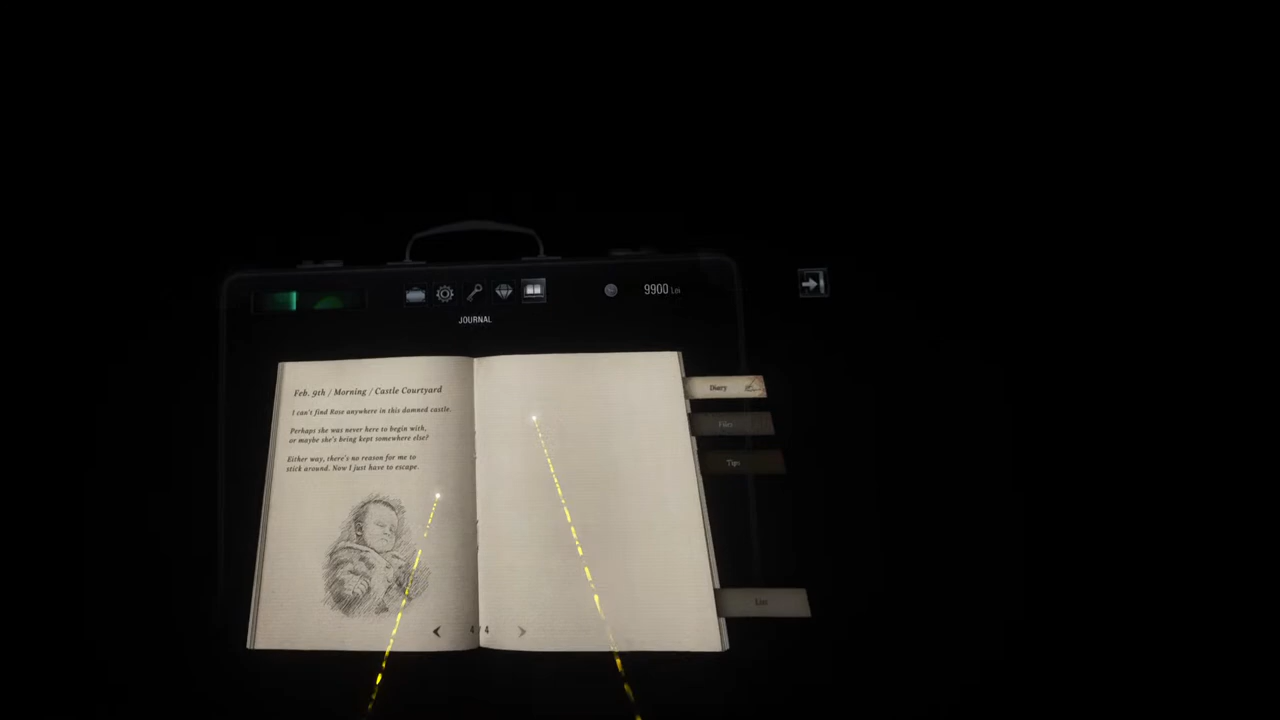 9900 Lei
JOURNAL
Feb. 9th / Morning / Castle Courtyard
I can't find Rose anywhere in this damned castle.
Perhaps she was never here to begin with,
or maybe she's being kept somewhere else?
Either way, there's no reason for me to
stick around. Now I just have to escape.
4 / 4
Diary
Files
Tips
List